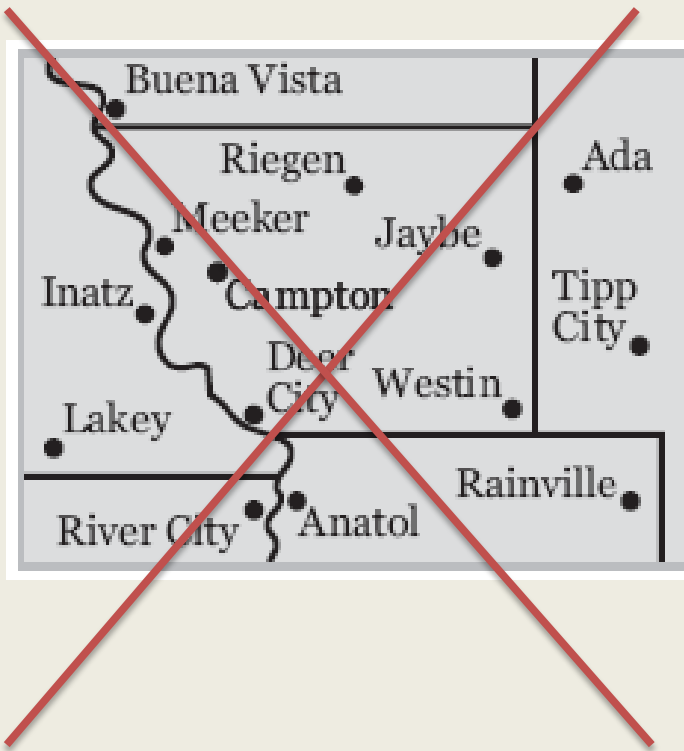 Buena Vista
Riegen
Ada
Meeker
Jaybe
Inatz
Campton
Tipp
City
Deer
City
Westin
Lakey
Rainville
River City
Anatol